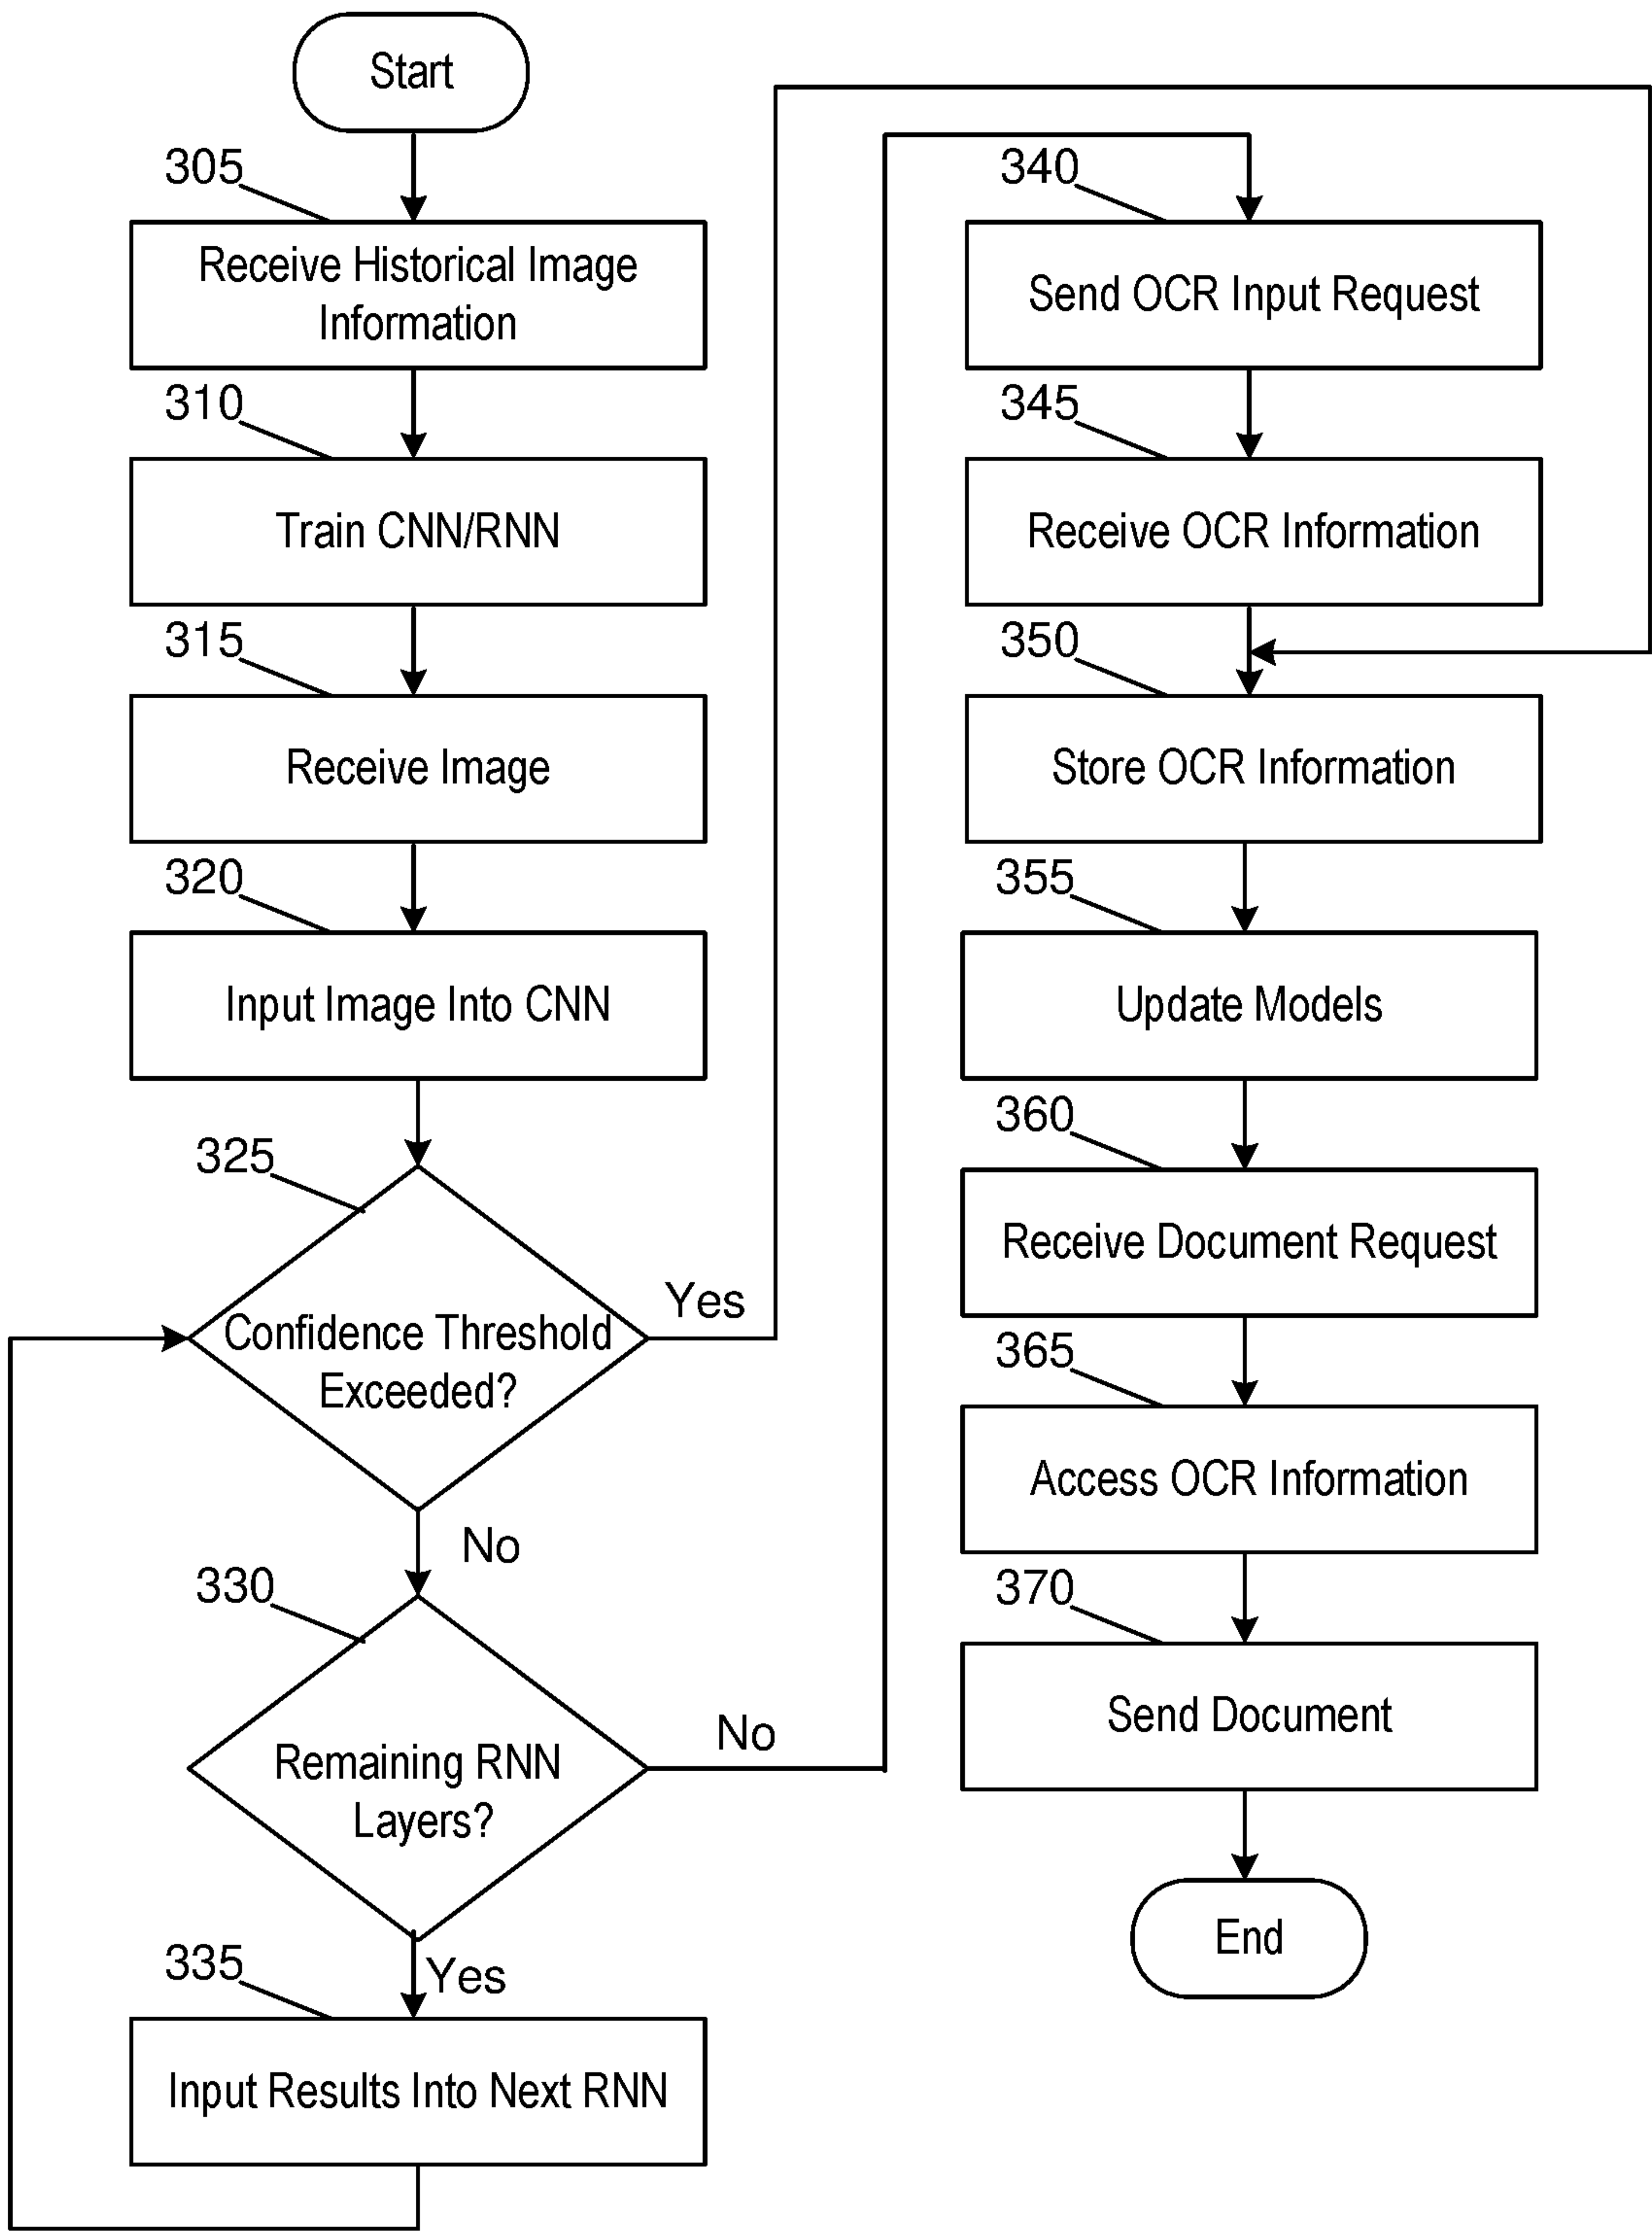 Start
305
Receive Historical Image
Information
310
Train CNN/RNN
315
Receive Image
320
Input Image Into CNN
325
Confidence Threshold
Exceeded?
Yes
No
330
Remaining RNN
Layers?
No
Yes
335
Input Results Into Next RNN
340
Send OCR Input Request
345
Receive OCR Information
350
Store OCR Information
355
Update Models
360
Receive Document Request
365
Access OCR Information
370
Send Document
End